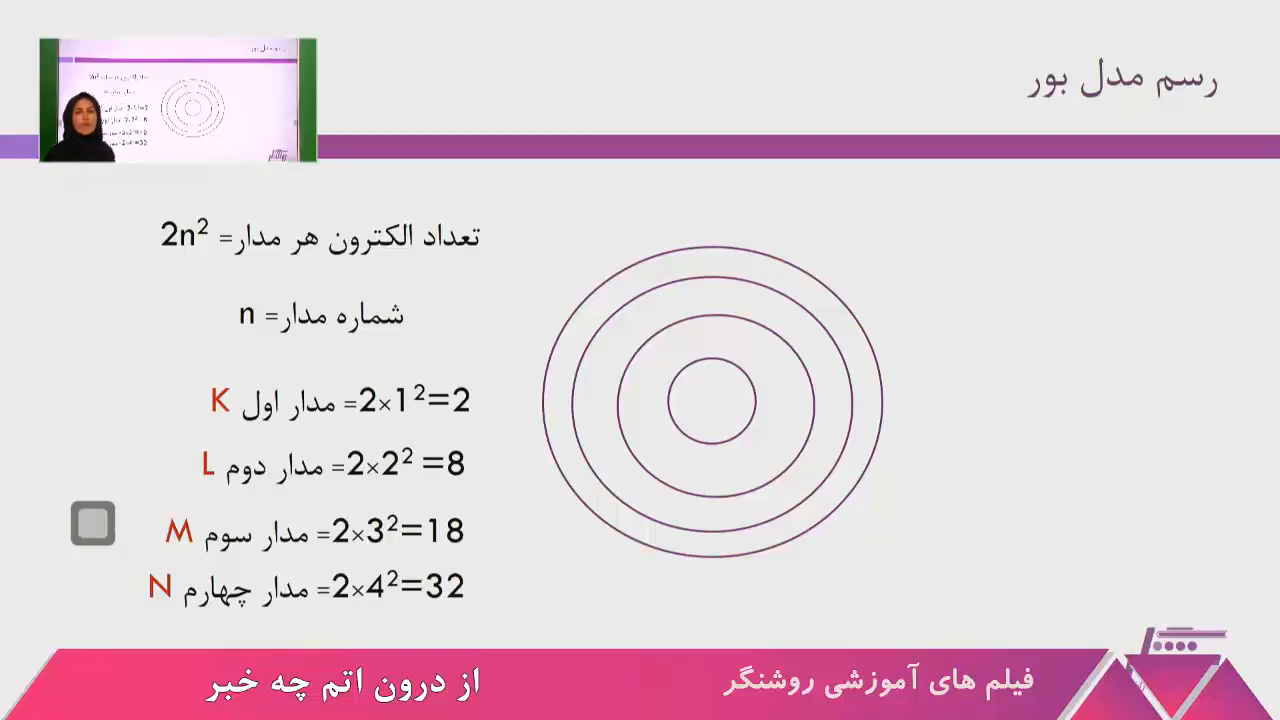 رسم مدل بور
تعداد الکترون هر مدار= 2n²
شماره مدار= n
K مدار اول =2×1²=2
L مدار دوم =2×2²=8
M مدار سوم =2×3²=18
N مدار چهارم =2×4²=32
فیلم های آموزشی روشنگر
از درون اتم چه خبر